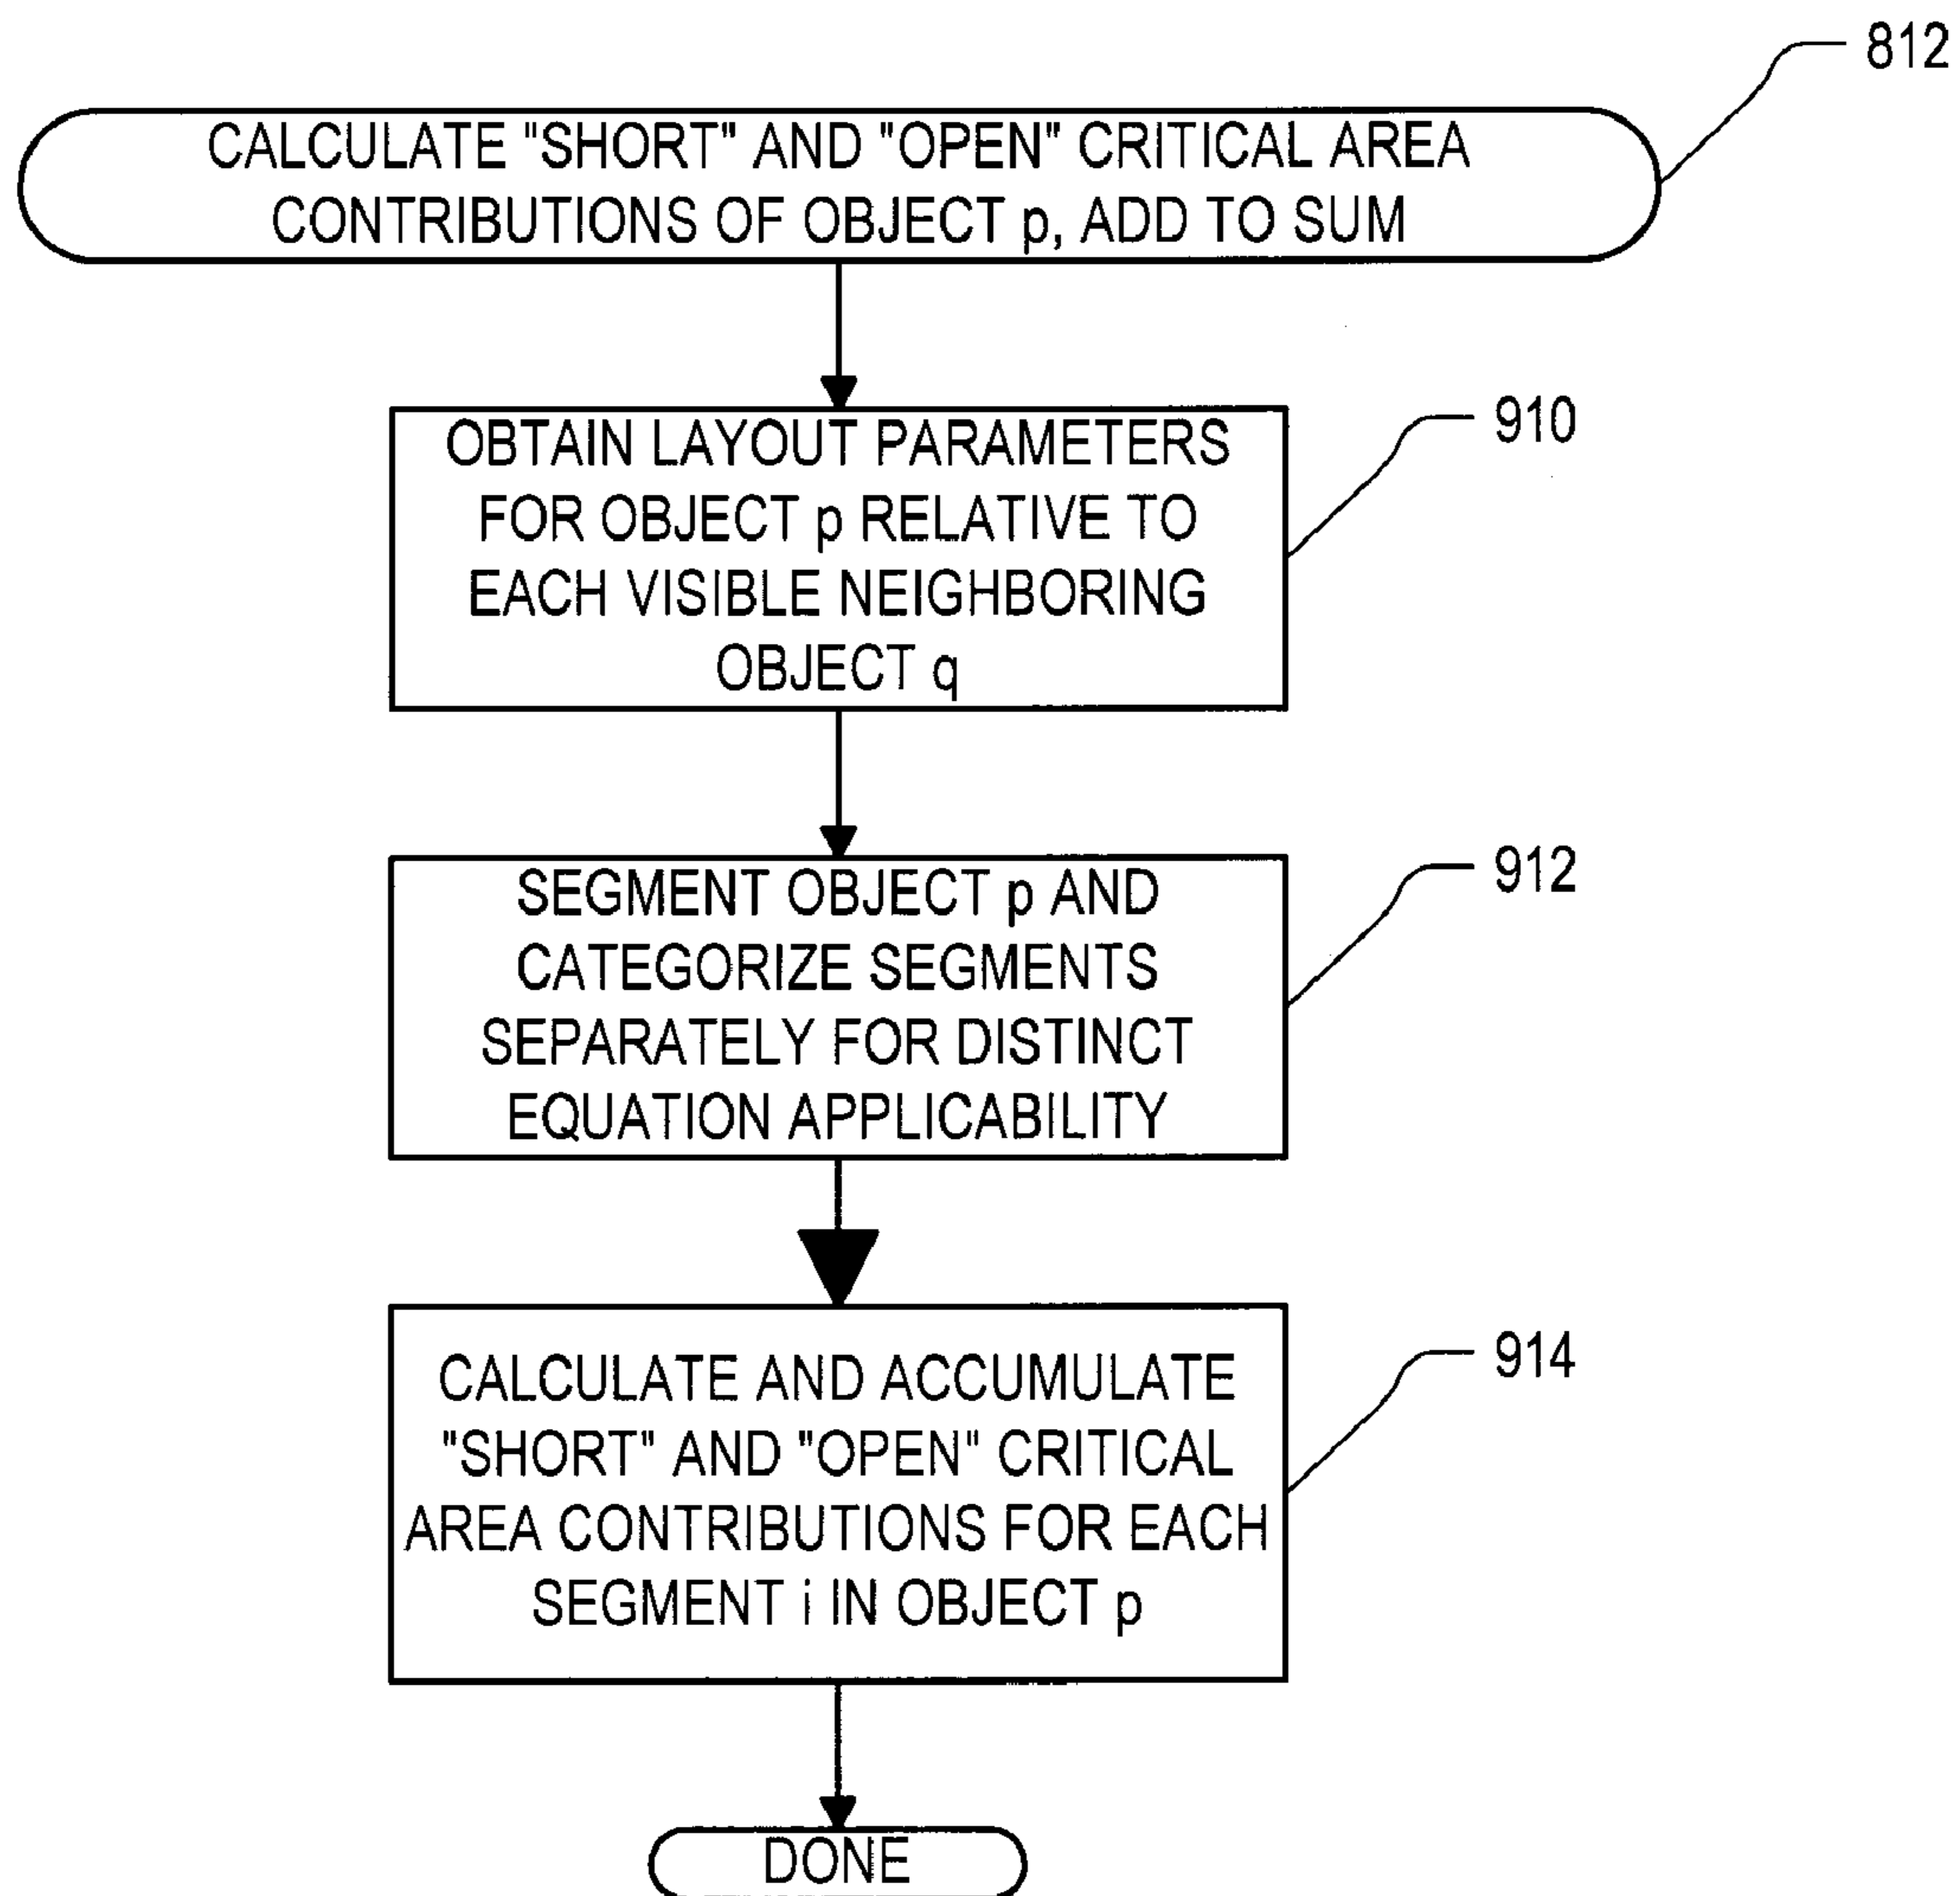 812
CALCULATE "SHORT" AND "OPEN" CRITICAL AREA
CONTRIBUTIONS OF OBJECT p, ADD TO SUM
910
OBTAIN LAYOUT PARAMETERS
FOR OBJECT p RELATIVE TO
EACH VISIBLE NEIGHBORING
OBJECT q
912
SEGMENT OBJECT p AND
CATEGORIZE SEGMENTS
SEPARATELY FOR DISTINCT
EQUATION APPLICABILITY
914
CALCULATE AND ACCUMULATE
"SHORT" AND "OPEN" CRITICAL
AREA CONTRIBUTIONS FOR EACH
SEGMENT i IN OBJECT p
DONE